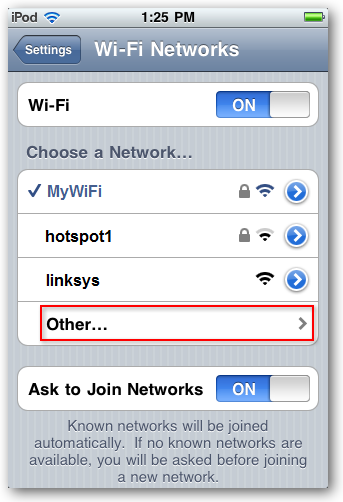 iPod 1:25 PM
Settings Wi-Fi Networks
Wi-Fi ON
Choose a Network...
MyWiFi
hotspot1
linksys
Other...
Ask to Join Networks ON
Known networks will be joined
automatically. If no known networks are
available, you will be asked before joining
a new network.